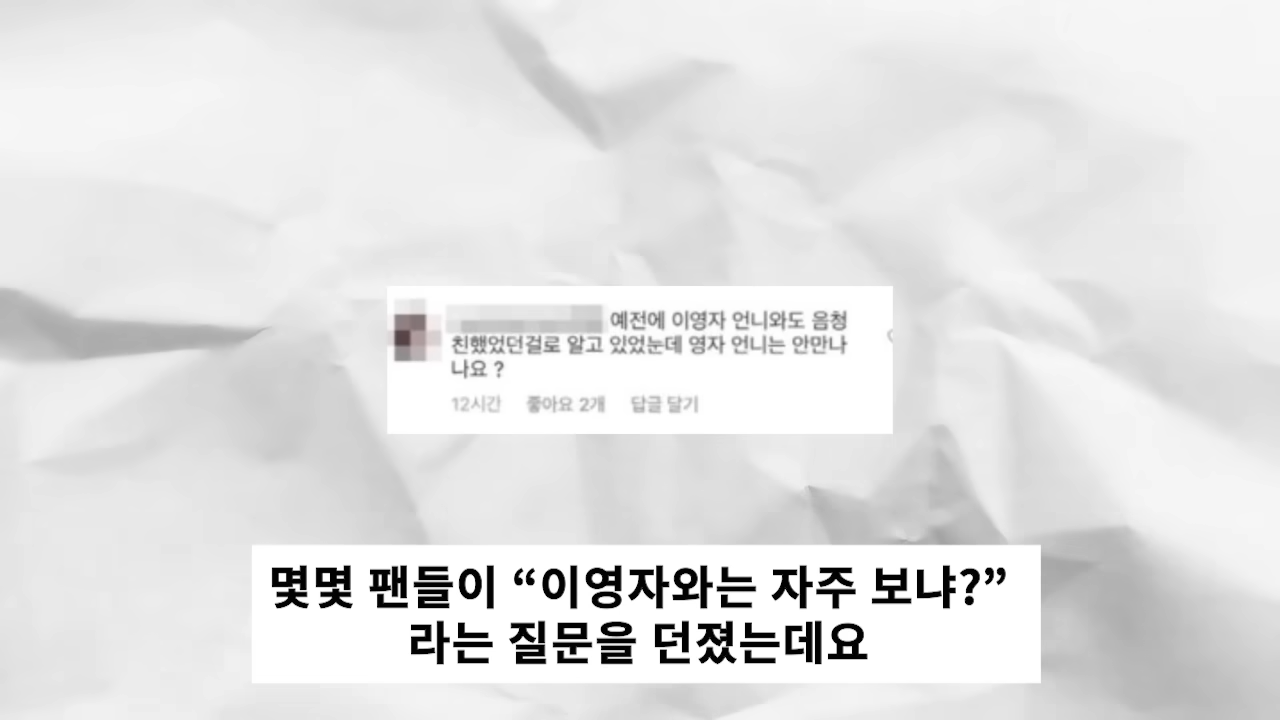 예전에 이영자 언니와도 음청
친했었던걸로 알고 있었눈데 영자 언니는 안만나
나요 ?
12시간 좋아요 2개 답글 달기
몇몇 팬들이 “이영자와는 자주 보냐?”
라는 질문을 던졌는데요